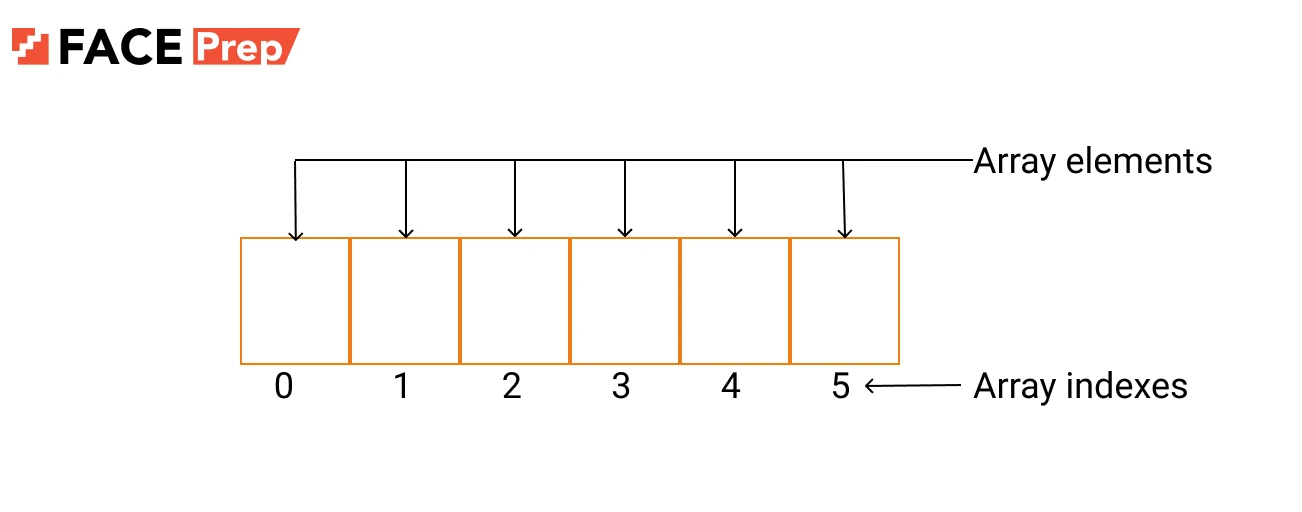 FACE Prep
Array elements
0 1 2 3 4 5
Array indexes